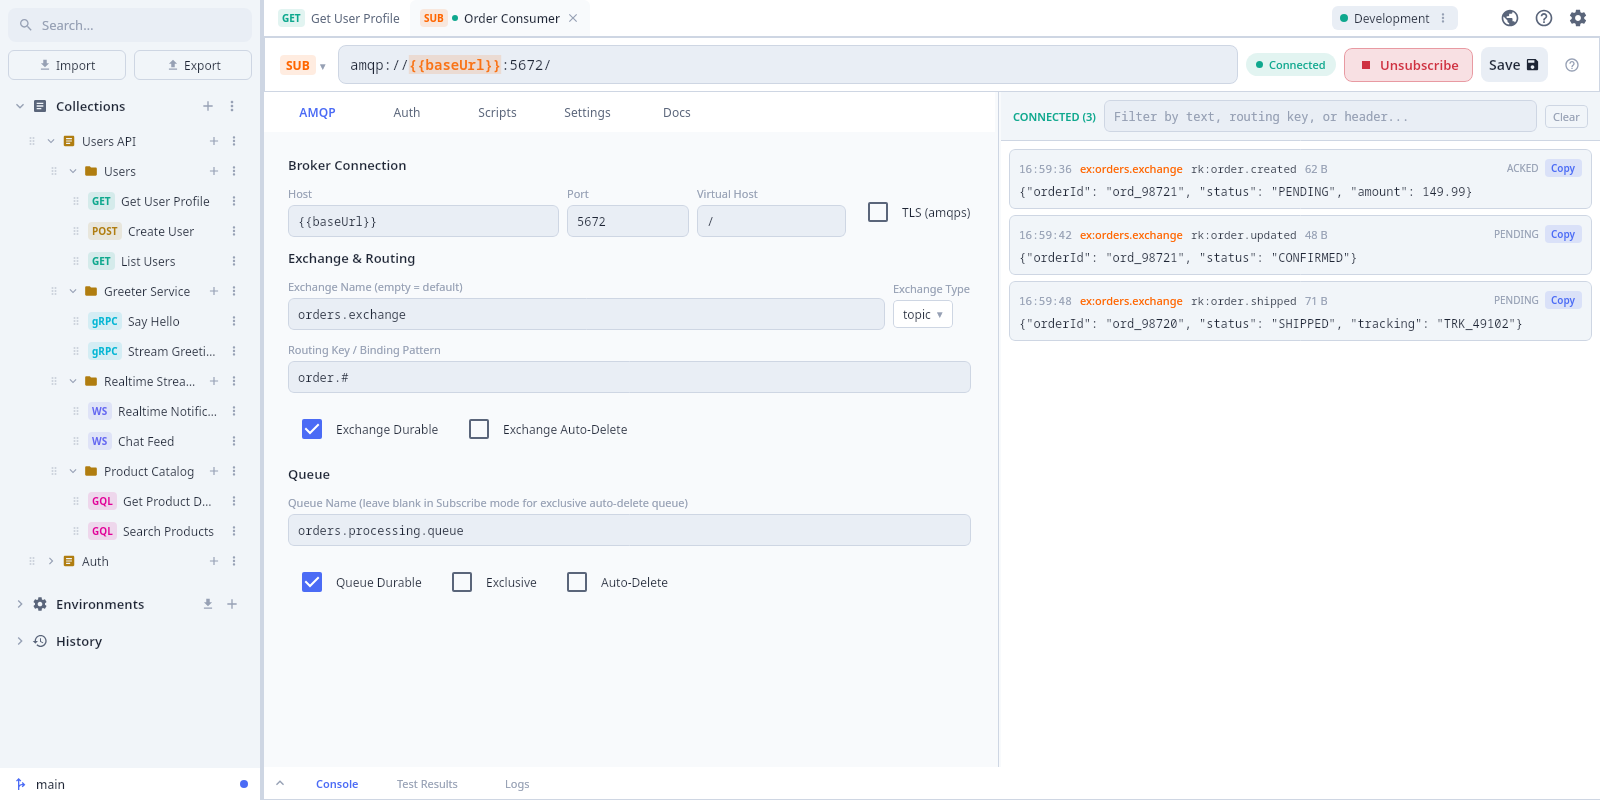 Search...
Import
Export
Collections
Users API
Users
GET Get User Profile
POST Create User
GET List Users
Greeter Service
gRPC Say Hello
gRPC Stream Greeti...
Realtime Strea...
WS Realtime Notific...
WS Chat Feed
Product Catalog
GQL Get Product D...
GQL Search Products
Auth
Environments
History
main
GET Get User Profile
SUB Order Consumer
Development
SUB
amqp://{{baseUrl}}:5672/
Connected
Unsubscribe
Save
AMQP Auth Scripts Settings Docs
Broker Connection
Host Port Virtual Host
{{baseUrl}} 5672 / TLS (amqps)
Exchange & Routing
Exchange Name (empty = default) Exchange Type
orders.exchange topic
Routing Key / Binding Pattern
order.#
Exchange Durable Exchange Auto-Delete
Queue
Queue Name (leave blank in Subscribe mode for exclusive auto-delete queue)
orders.processing.queue
Queue Durable Exclusive Auto-Delete
CONNECTED (3) Filter by text, routing key, or header... Clear
16:59:36 ex:orders.exchange rk:order.created 62 B ACKED Copy
{"orderId": "ord_98721", "status": "PENDING", "amount": 149.99}
16:59:42 ex:orders.exchange rk:order.updated 48 B PENDING Copy
{"orderId": "ord_98721", "status": "CONFIRMED"}
16:59:48 ex:orders.exchange rk:order.shipped 71 B PENDING Copy
{"orderId": "ord_98720", "status": "SHIPPED", "tracking": "TRK_49102"}
Console Test Results Logs